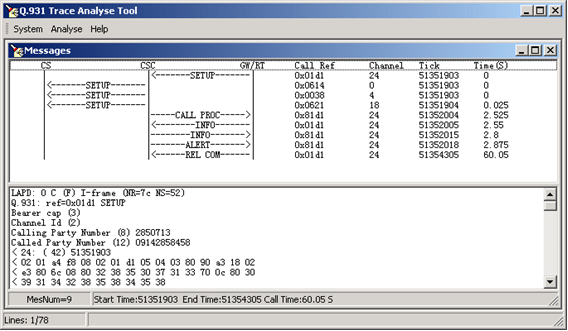 Q.931 Trace Analyse Tool
System Analyse Help
Messages
CS CSC GW/RT Call Ref Channel Tick Time(S)
<-------SETUP------- 0x01d1 24 51351903 0
<-------SETUP------- 0x0614 0 51351903 0
<-------SETUP------- 0x0038 4 51351903 0
<-------SETUP------- 0x0621 18 51351904 0.025
-----CALL PROC-----> 0x81d1 24 51352004 2.525
<-------INFO-------- 0x01d1 24 51352005 2.55
--------INFO-------> 0x81d1 24 51352015 2.8
-------ALERT-------> 0x81d1 24 51352018 2.875
<------REL COM------ 0x01d1 24 51354305 60.05
LAPD: 0 C (F) I-frame (NR=7c NS=52)
Q.931: ref=0x01d1 SETUP
Bearer cap (3)
Channel Id (2)
Calling Party Number (8) 2850713
Called Party Number (12) 09142858458
< 24: ( 42) 51351903
< 02 01 a4 f8 08 02 01 d1 05 04 03 80 90 a3 18 02
< e3 80 6c 08 80 32 38 35 30 37 31 33 70 0c 80 30
< 39 31 34 32 38 35 38 34 35 38
MesNum=9 Start Time:51351903 End Time:51354305 Call Time:60.05 S
Lines: 1/78